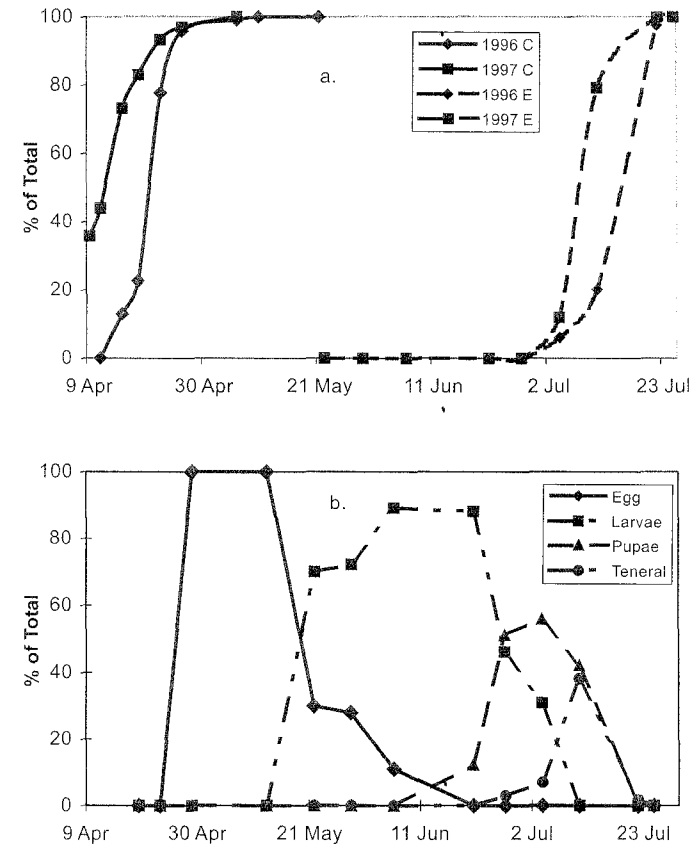 100
80
60
40
20
0
% of Total
a.
1996 C
1997 C
1996 E
1997 E
9 Apr 30 Apr 21 May 11 Jun 2 Jul 23 Jul
100
80
60
40
20
0
% of Total
b.
Egg
Larvae
Pupae
Teneral
9 Apr 30 Apr 21 May 11 Jun 2 Jul 23 Jul